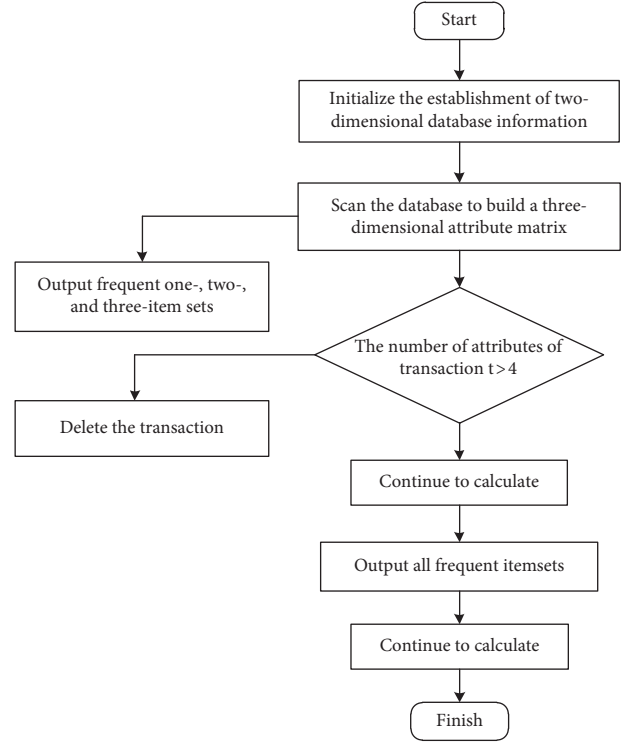 Start
Initialize the establishment of two-
dimensional database information
Scan the database to build a three-
dimensional attribute matrix
Output frequent one-, two-,
and three-item sets
The number of attributes of
transaction t>4
Delete the transaction
Continue to calculate
Output all frequent itemsets
Continue to calculate
Finish